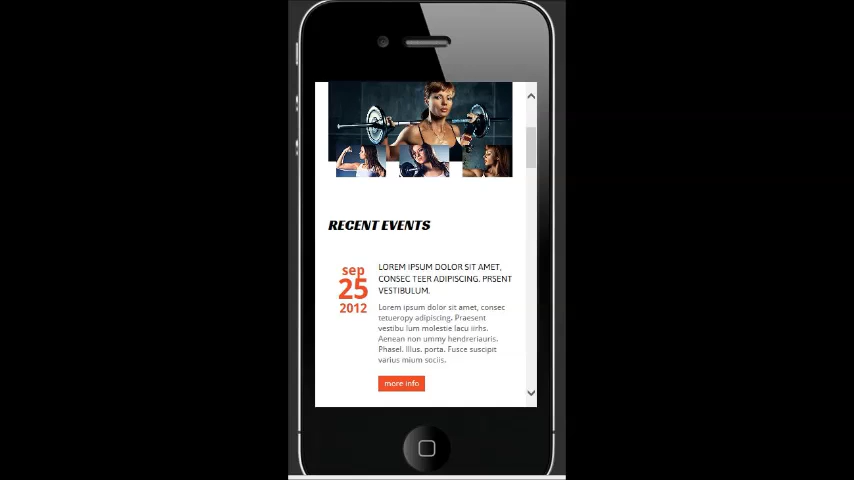 RECENT EVENTS
sep
25
2012
LOREM IPSUM DOLOR SIT AMET,
CONSEC TEER ADIPISCING. PRSENT
VESTIBULUM.
Lorem ipsum dolor sit amet, consec
tetueropy adipiscing. Praesent
vestibu lum molestie lacu iirhs.
Aenean non ummy hendreriauris.
Phasel. Illus. porta. Fusce suscipit
varius mium sociis.
more info